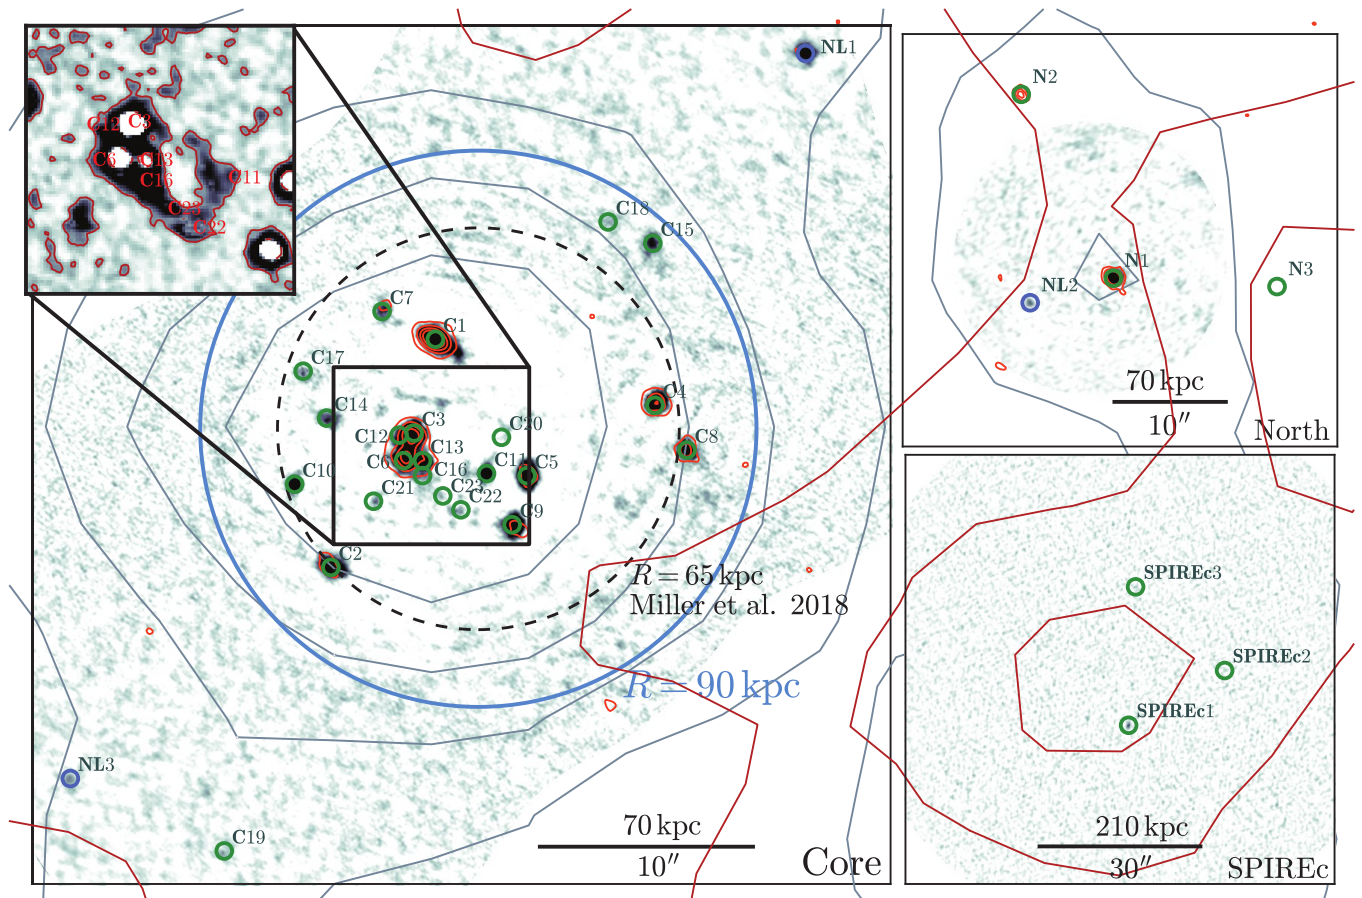 NL1
C12 C3
C6 C13
C16 C11
C23
C22
C18
C15
C7
C1
C17
C14
C4
C3
C12
C20
C8
C13
C6
C16
C11
C5
C10
C21
C23
C22
C9
C2
R = 65 kpc
Miller et al. 2018
R = 90 kpc
NL3
C19
70 kpc
10″
Core
N2
N1
N3
NL2
70 kpc
10″
North
SPIREc3
SPIREc2
SPIREc1
210 kpc
30″
SPIREc